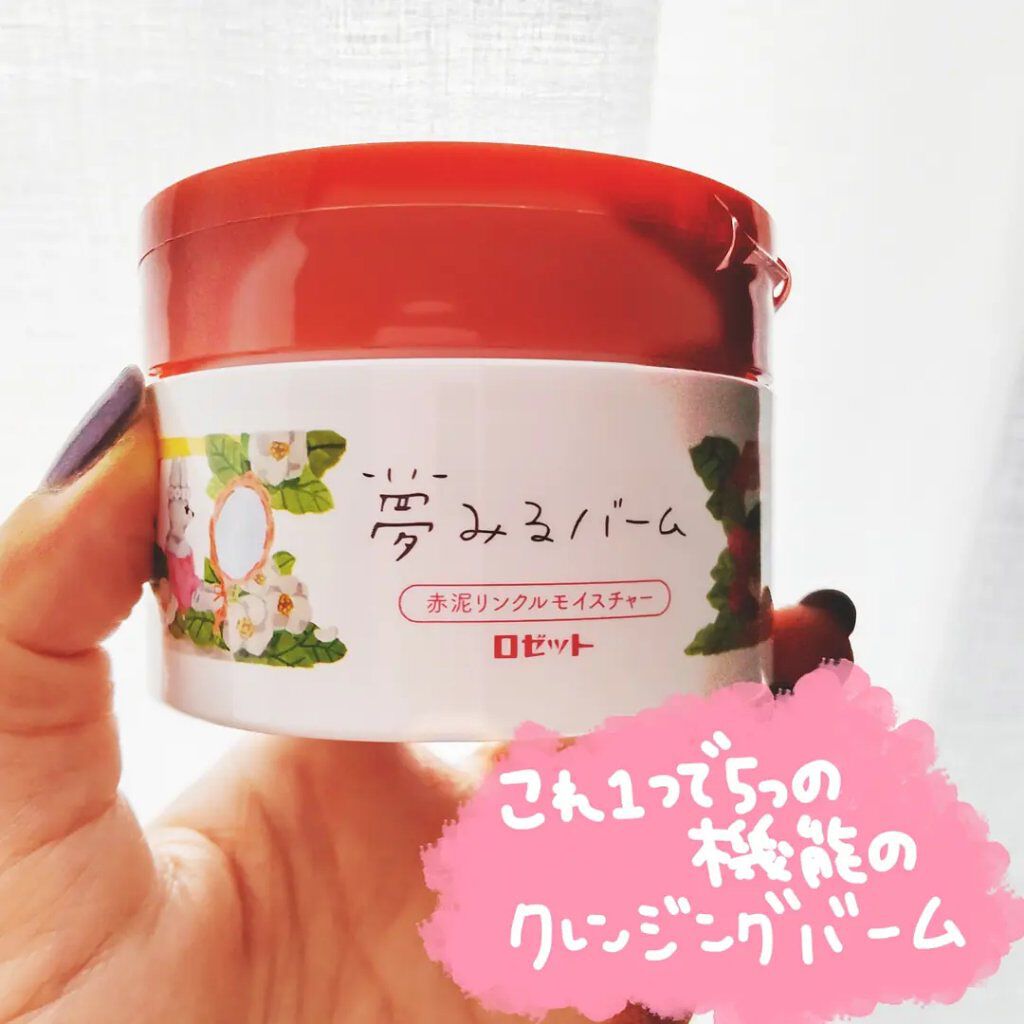 夢みるバーム
赤泥リンクルモイスチャー
ロゼット
これ1つで5つの
機能の
クレンジングバーム